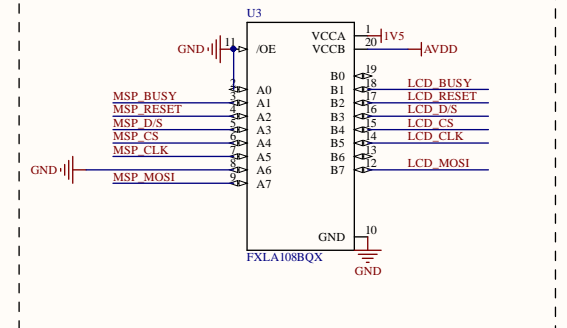 U3
VCCA 1 1V5
GND 11 /OE VCCB 20 AVDD
B0 19
2 A0 B1 18 LCD_BUSY
MSP_BUSY 3 A1 B2 17 LCD_RESET
MSP_RESET 4 A2 B3 16 LCD_D/S
MSP_D/S 5 A3 B4 15 LCD_CS
MSP_CS 6 A4 B5 14 LCD_CLK
MSP_CLK 7 A5 B6 13
GND 8 A6 B7 12 LCD_MOSI
MSP_MOSI 9 A7
GND 10
FXLA108BQX
GND